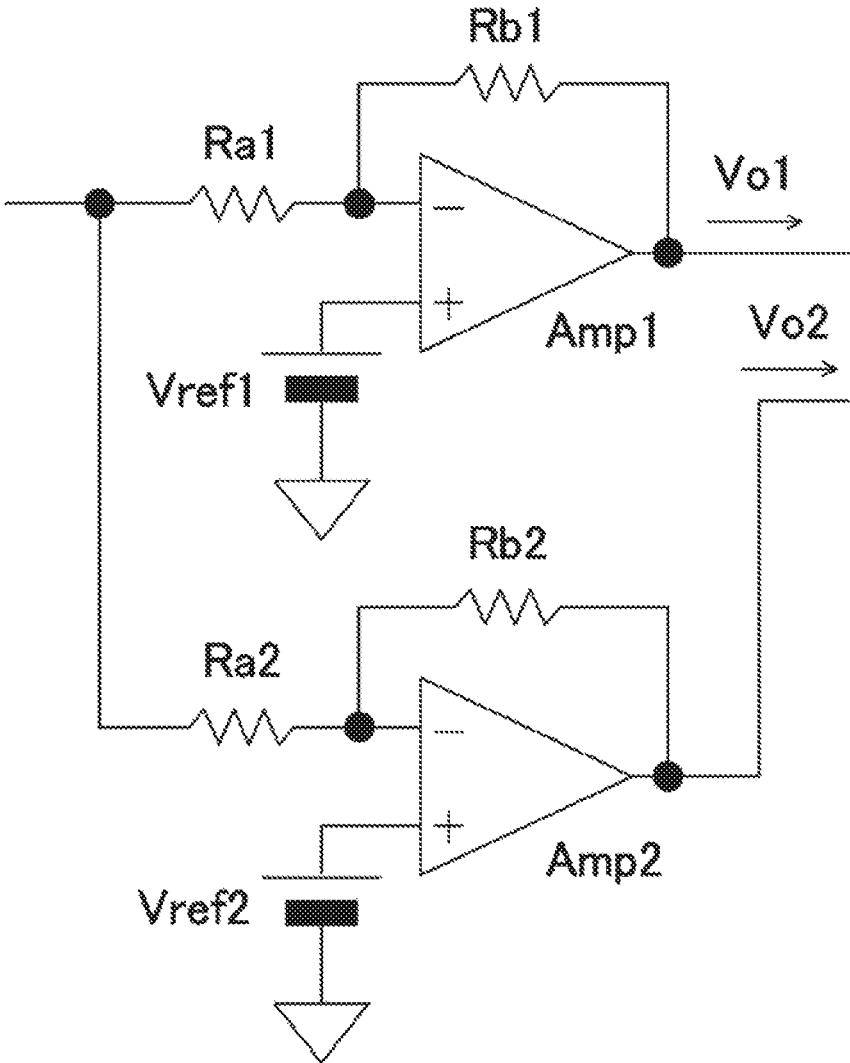 Rb1
Ra1
Vo1
−
+
Amp1
Vo2
Vref1
Rb2
Ra2
−
+
Amp2
Vref2